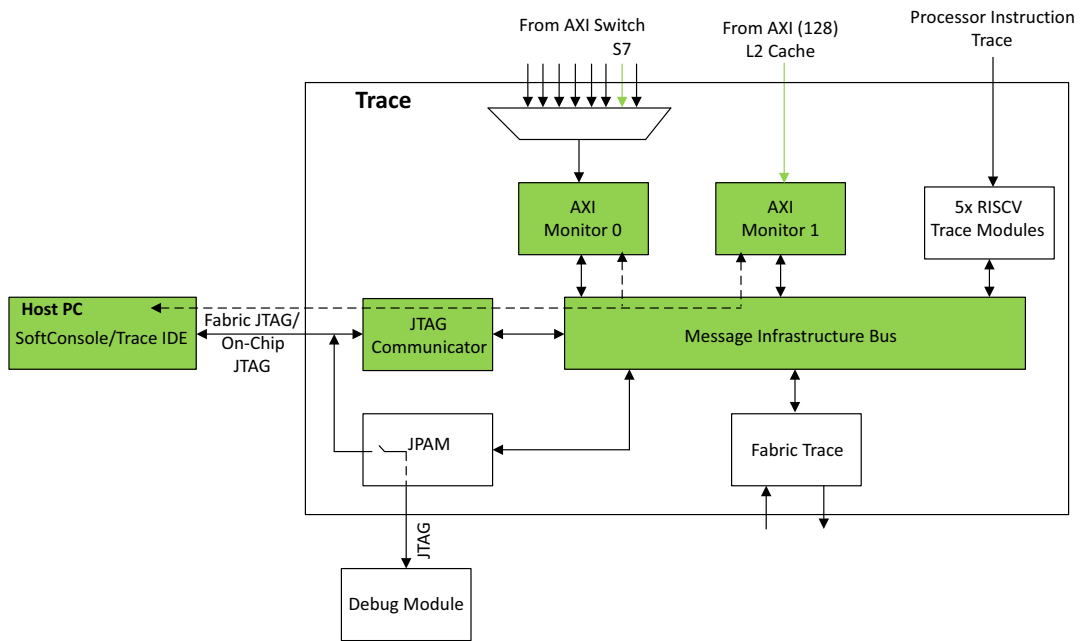 From AXI Switch
S7
From AXI (128)
L2 Cache
Processor Instruction
Trace
Trace
AXI
Monitor 0
AXI
Monitor 1
5x RISCV
Trace Modules
Host PC
SoftConsole/Trace IDE
Fabric JTAG/
On-Chip
JTAG
JTAG
Communicator
Message Infrastructure Bus
JPAM
Fabric Trace
JTAG
Debug Module